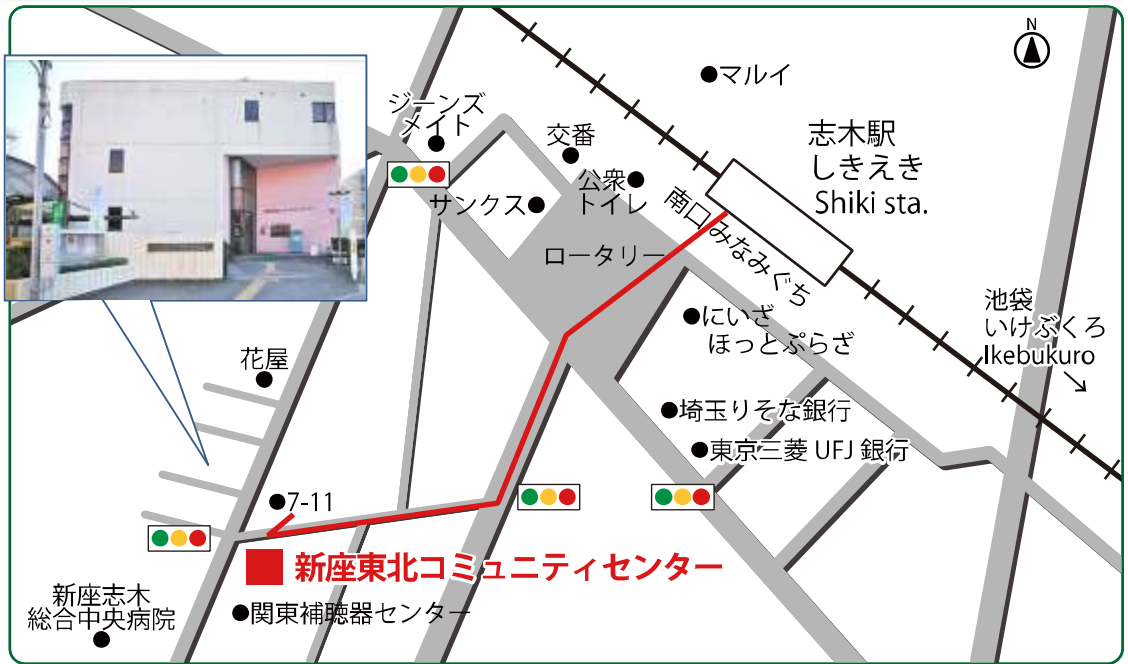 N
マルイ
ジーンズ
メイト
交番
志木駅
しきえき
Shiki sta.
公衆
トイレ
サンクス
南口みなみぐち
ロータリー
池袋
いけぶくろ
Ikebukuro
にいざ
ほっとぷらざ
花屋
埼玉りそな銀行
東京三菱 UFJ 銀行
7-11
新座東北コミュニティセンター
新座志木
総合中央病院
関東補聴器センター